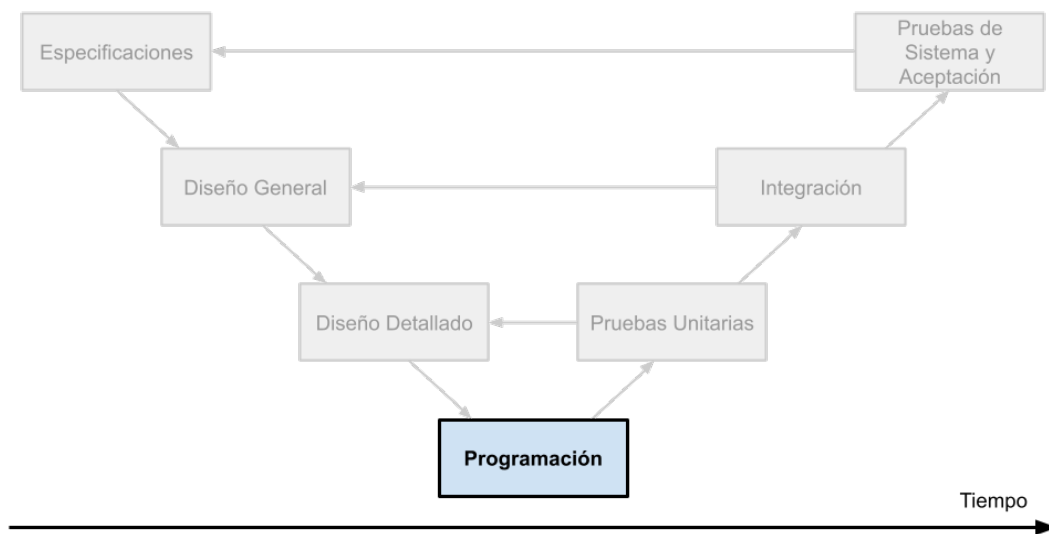 Especificaciones
Pruebas de
Sistema y
Aceptación
Diseño General
Integración
Diseño Detallado
Pruebas Unitarias
Programación
Tiempo